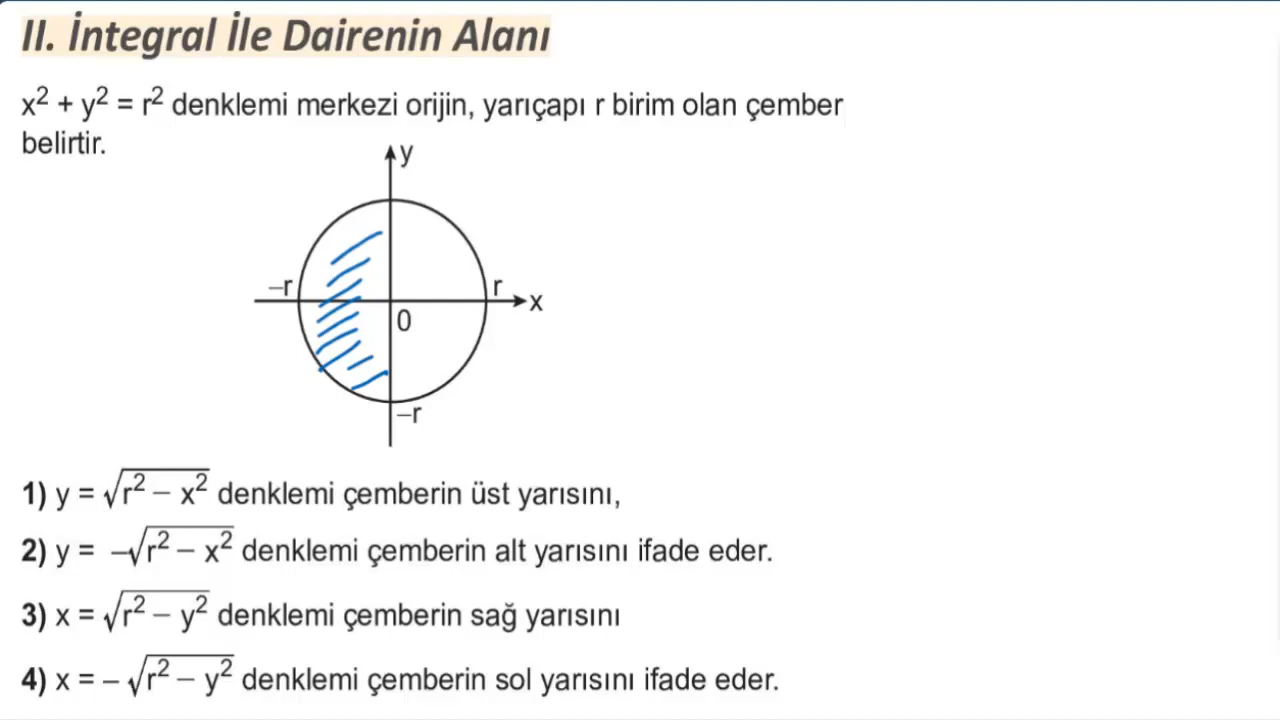 II. İntegral İle Dairenin Alanı
x² + y² = r² denklemi merkezi orijin, yarıçapı r birim olan çember
belirtir.
y
–r
r
x
0
–r
1) y = √(r² – x²) denklemi çemberin üst yarısını,
2) y = –√(r² – x²) denklemi çemberin alt yarısını ifade eder.
3) x = √(r² – y²) denklemi çemberin sağ yarısını
4) x = – √(r² – y²) denklemi çemberin sol yarısını ifade eder.